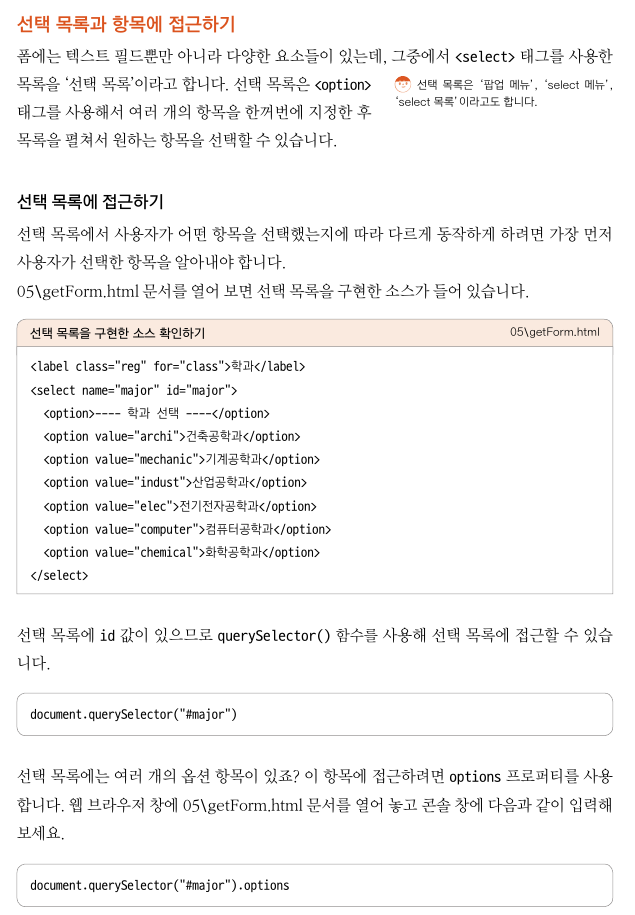 선택 목록과 항목에 접근하기
폼에는 텍스트 필드뿐만 아니라 다양한 요소들이 있는데, 그중에서 <select> 태그를 사용한
목록을 ‘선택 목록’이라고 합니다. 선택 목록은 <option>
태그를 사용해서 여러 개의 항목을 한꺼번에 지정한 후
목록을 펼쳐서 원하는 항목을 선택할 수 있습니다.
선택 목록은 ‘팝업 메뉴’, ‘select 메뉴’,
‘select 목록’이라고도 합니다.
선택 목록에 접근하기
선택 목록에서 사용자가 어떤 항목을 선택했는지에 따라 다르게 동작하게 하려면 가장 먼저
사용자가 선택한 항목을 알아내야 합니다.
05\getForm.html 문서를 열어 보면 선택 목록을 구현한 소스가 들어 있습니다.
선택 목록을 구현한 소스 확인하기 05\getForm.html
<label class="reg" for="class">학과</label>
<select name="major" id="major">
<option>---- 학과 선택 ----</option>
<option value="archi">건축공학과</option>
<option value="mechanic">기계공학과</option>
<option value="indust">산업공학과</option>
<option value="elec">전기전자공학과</option>
<option value="computer">컴퓨터공학과</option>
<option value="chemical">화학공학과</option>
</select>
선택 목록에 id 값이 있으므로 querySelector() 함수를 사용해 선택 목록에 접근할 수 있습
니다.
document.querySelector("#major")
선택 목록에는 여러 개의 옵션 항목이 있죠? 이 항목에 접근하려면 options 프로퍼티를 사용
합니다. 웹 브라우저 창에 05\getForm.html 문서를 열어 놓고 콘솔 창에 다음과 같이 입력해
보세요.
document.querySelector("#major").options